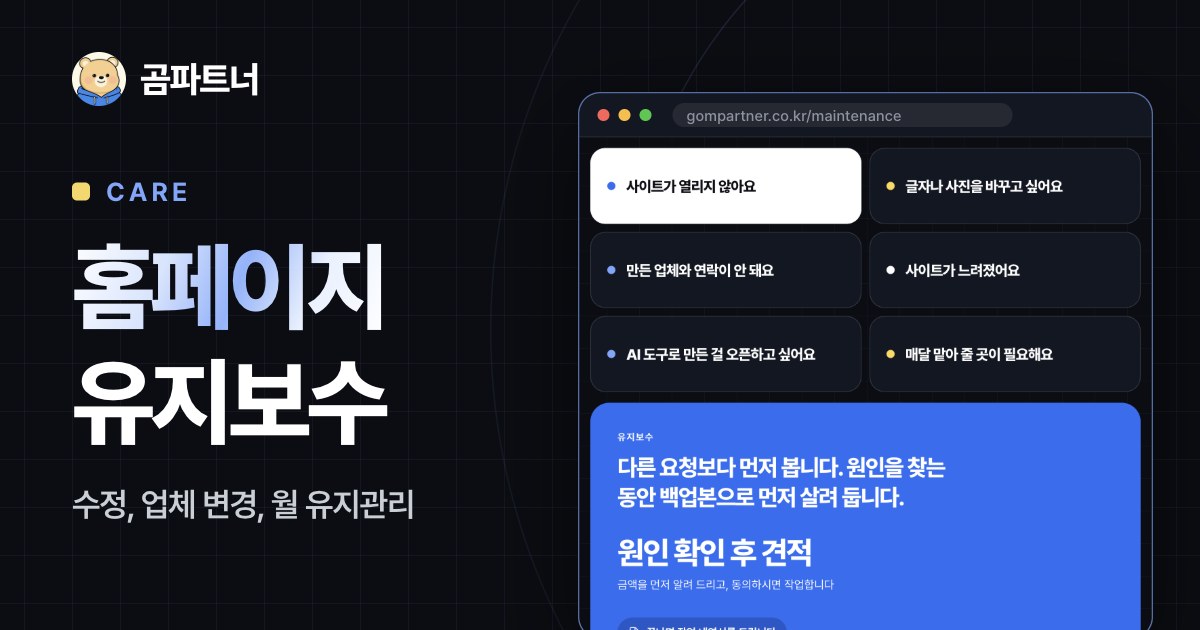 곰파트너
CARE
홈페이지
유지보수
수정, 업체 변경, 월 유지관리
gompartner.co.kr/maintenance
사이트가 열리지 않아요
글자나 사진을 바꾸고 싶어요
만든 업체와 연락이 안 돼요
사이트가 느려졌어요
AI 도구로 만든 걸 오픈하고 싶어요
매달 맡아 줄 곳이 필요해요
유지보수
다른 요청보다 먼저 봅니다. 원인을 찾는
동안 백업본으로 먼저 살려 둡니다.
원인 확인 후 견적
금액을 먼저 알려 드리고, 동의하시면 작업합니다